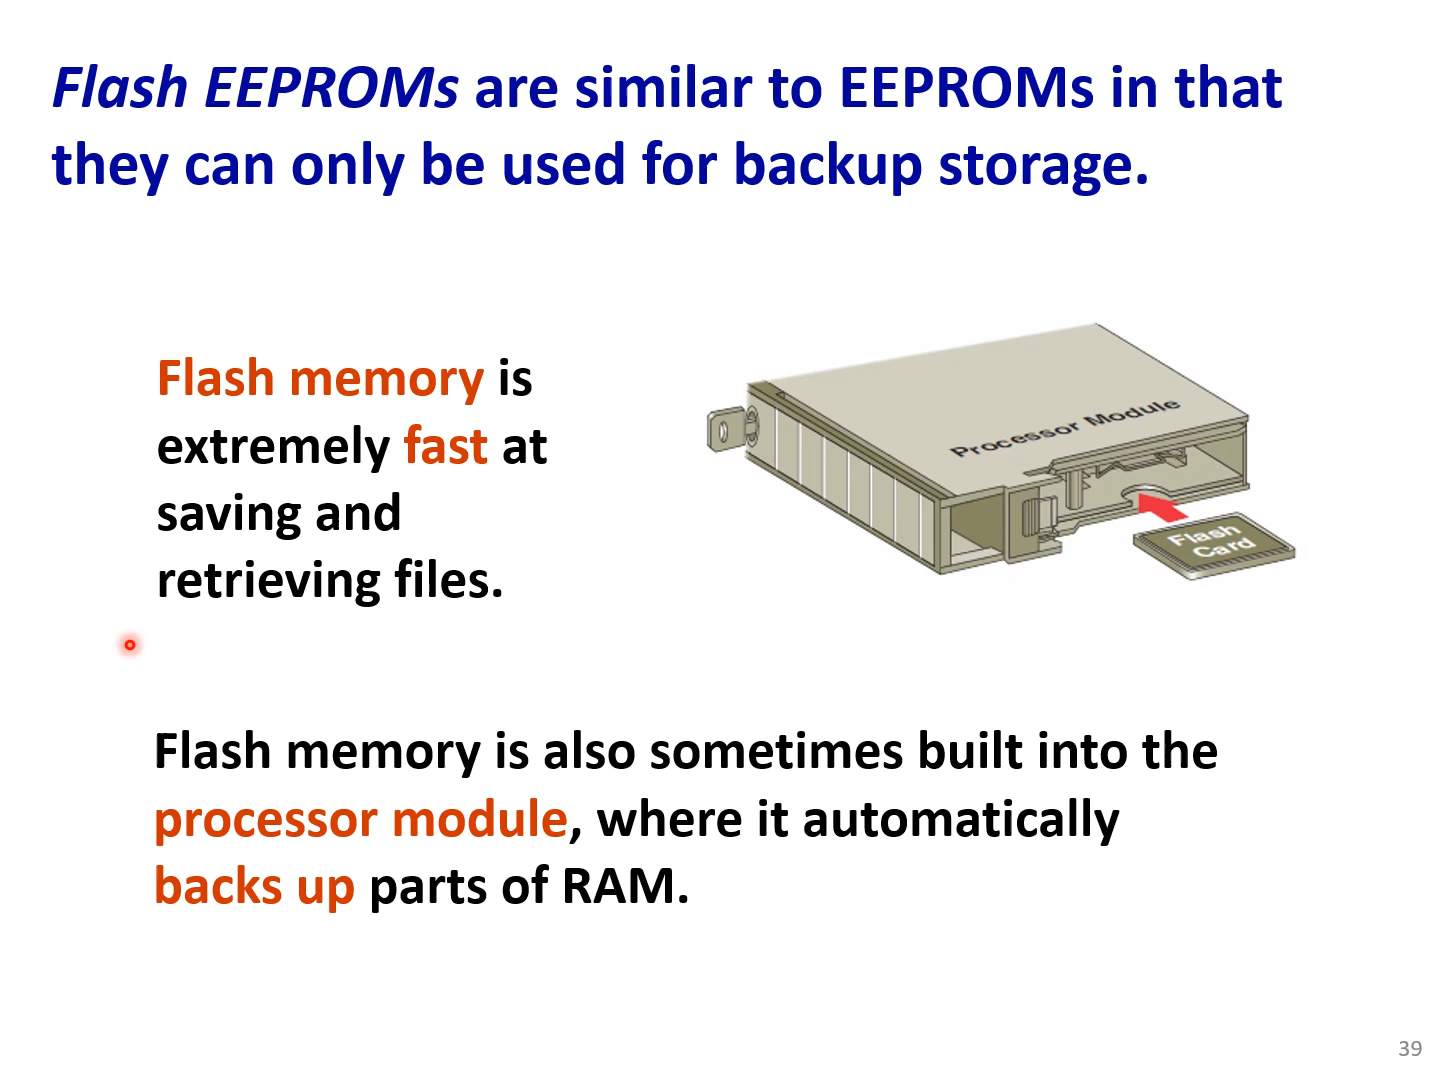 Flash EEPROMs are similar to EEPROMs in that
they can only be used for backup storage.
Flash memory is
extremely fast at
saving and
retrieving files.
Processor Module
Flash
Card
Flash memory is also sometimes built into the
processor module, where it automatically
backs up parts of RAM.
39